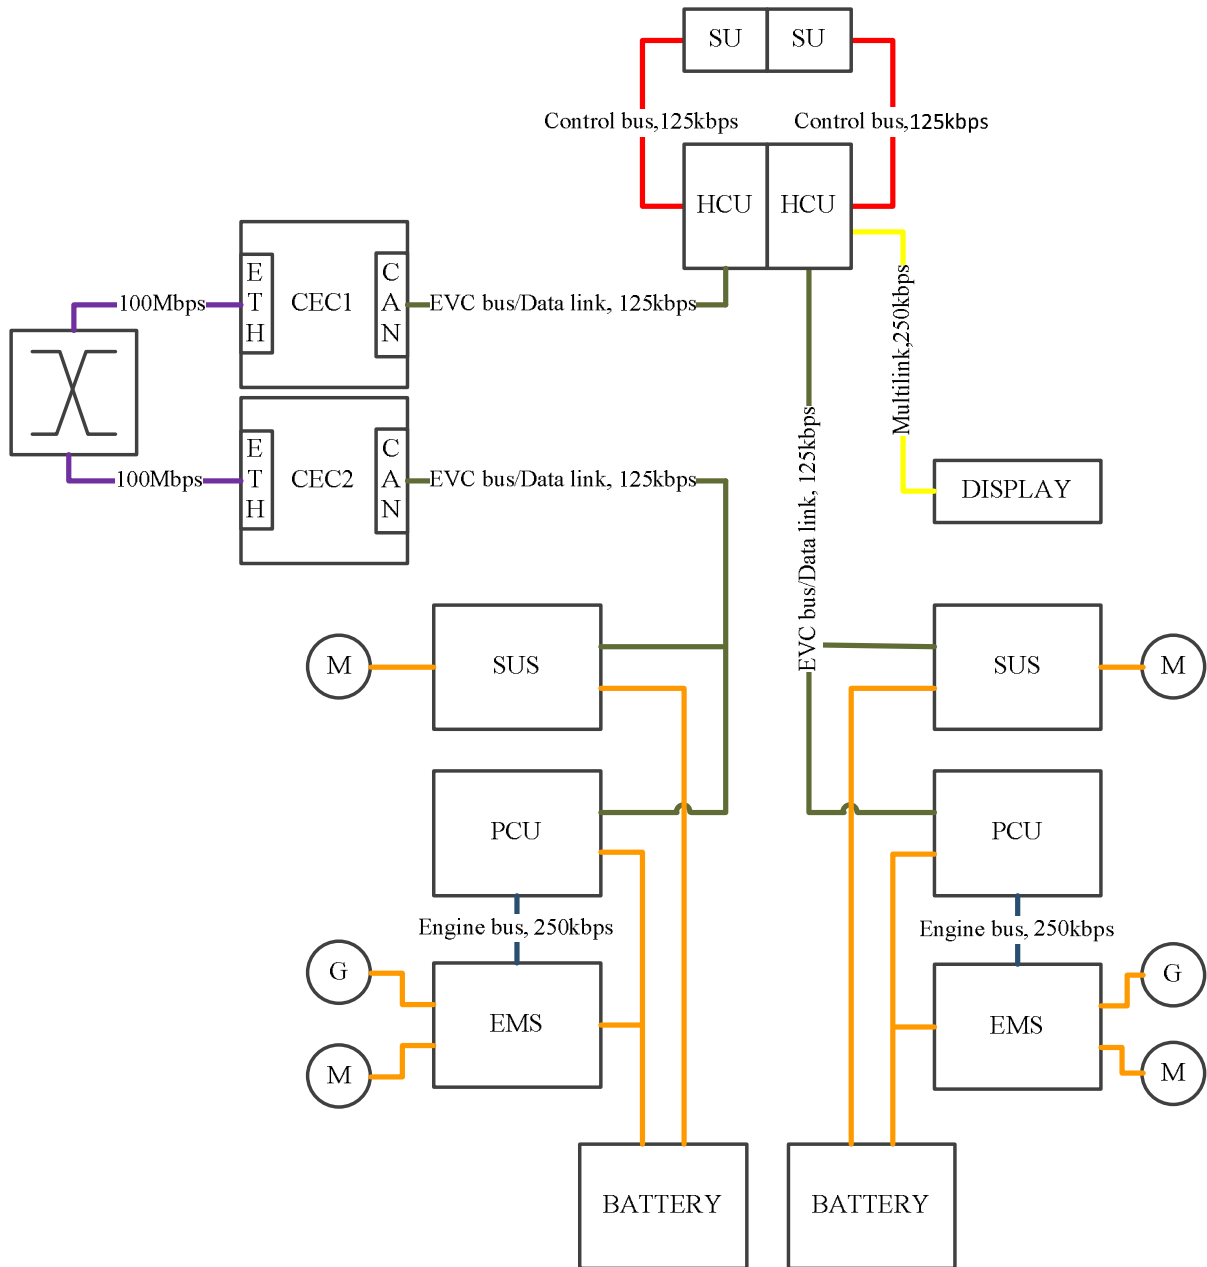 SU SU
Control bus,125kbps
Control bus,125kbps
HCU HCU
E
T
H
CEC1
C
A
N
100Mbps
EVC bus/Data link, 125kbps
Multilink,250kbps
E
T
H
CEC2
C
A
N
100Mbps
EVC bus/Data link, 125kbps
EVC bus/Data link, 125kbps
DISPLAY
M
SUS
SUS
M
PCU
PCU
Engine bus, 250kbps
Engine bus, 250kbps
G
EMS
M
EMS
G
M
BATTERY
BATTERY